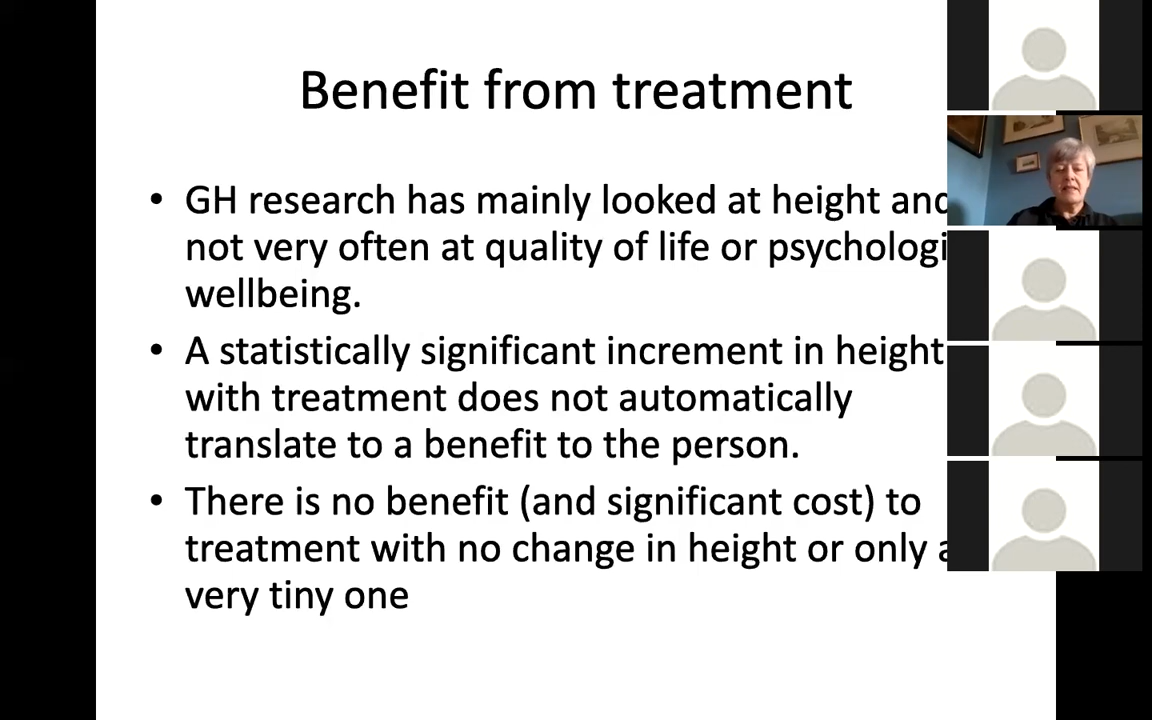 Benefit from treatment
• GH research has mainly looked at height and
not very often at quality of life or
wellbeing.
• A statistically significant increment in height
with treatment does not automatically
translate to a benefit to the person.
• There is no benefit (and significant cost) to
treatment with no change in height or only a
very tiny one